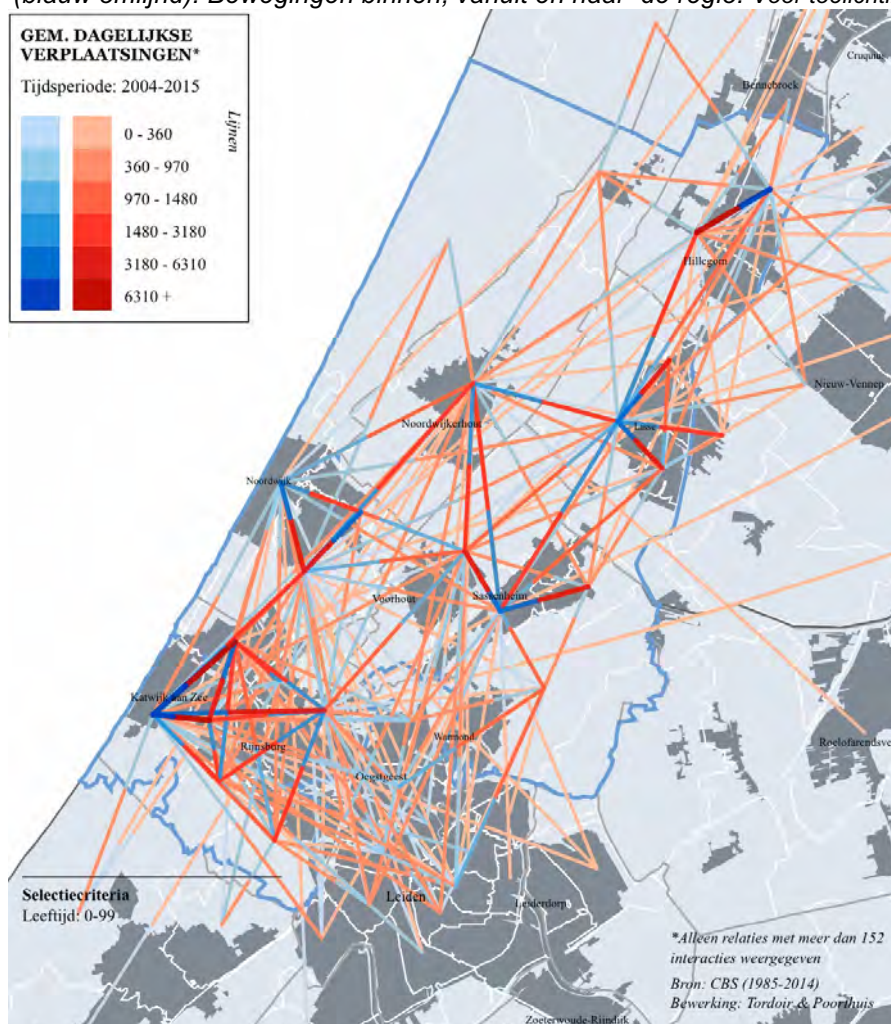 (blauw omlijnd). Bewegingen binnen, vanuit en naar de regio.
GEM. DAGELIJKSE
VERPLAATSINGEN*
Tijdsperiode: 2004-2015
Lijnen
0 - 360
360 - 970
970 - 1480
1480 - 3180
3180 - 6310
6310 +
Cruquius
Bennebroek
Hillegom
Nieuw-Vennep
Noordwijkerhout
Lisse
Noordwijk
Voorhout
Sassenheim
Katwijk aan Zee
Rijnsburg
Warmond
Roelofarendsve
Oegstgeest
Leiden
Leiderdorp
Selectiecriteria
Leeftijd: 0-99
*Alleen relaties met meer dan 152
interacties weergegeven
Bron: CBS (1985-2014)
Bewerking: Tordoir & Poorthuis
Zoeterwoude-Rijndijk